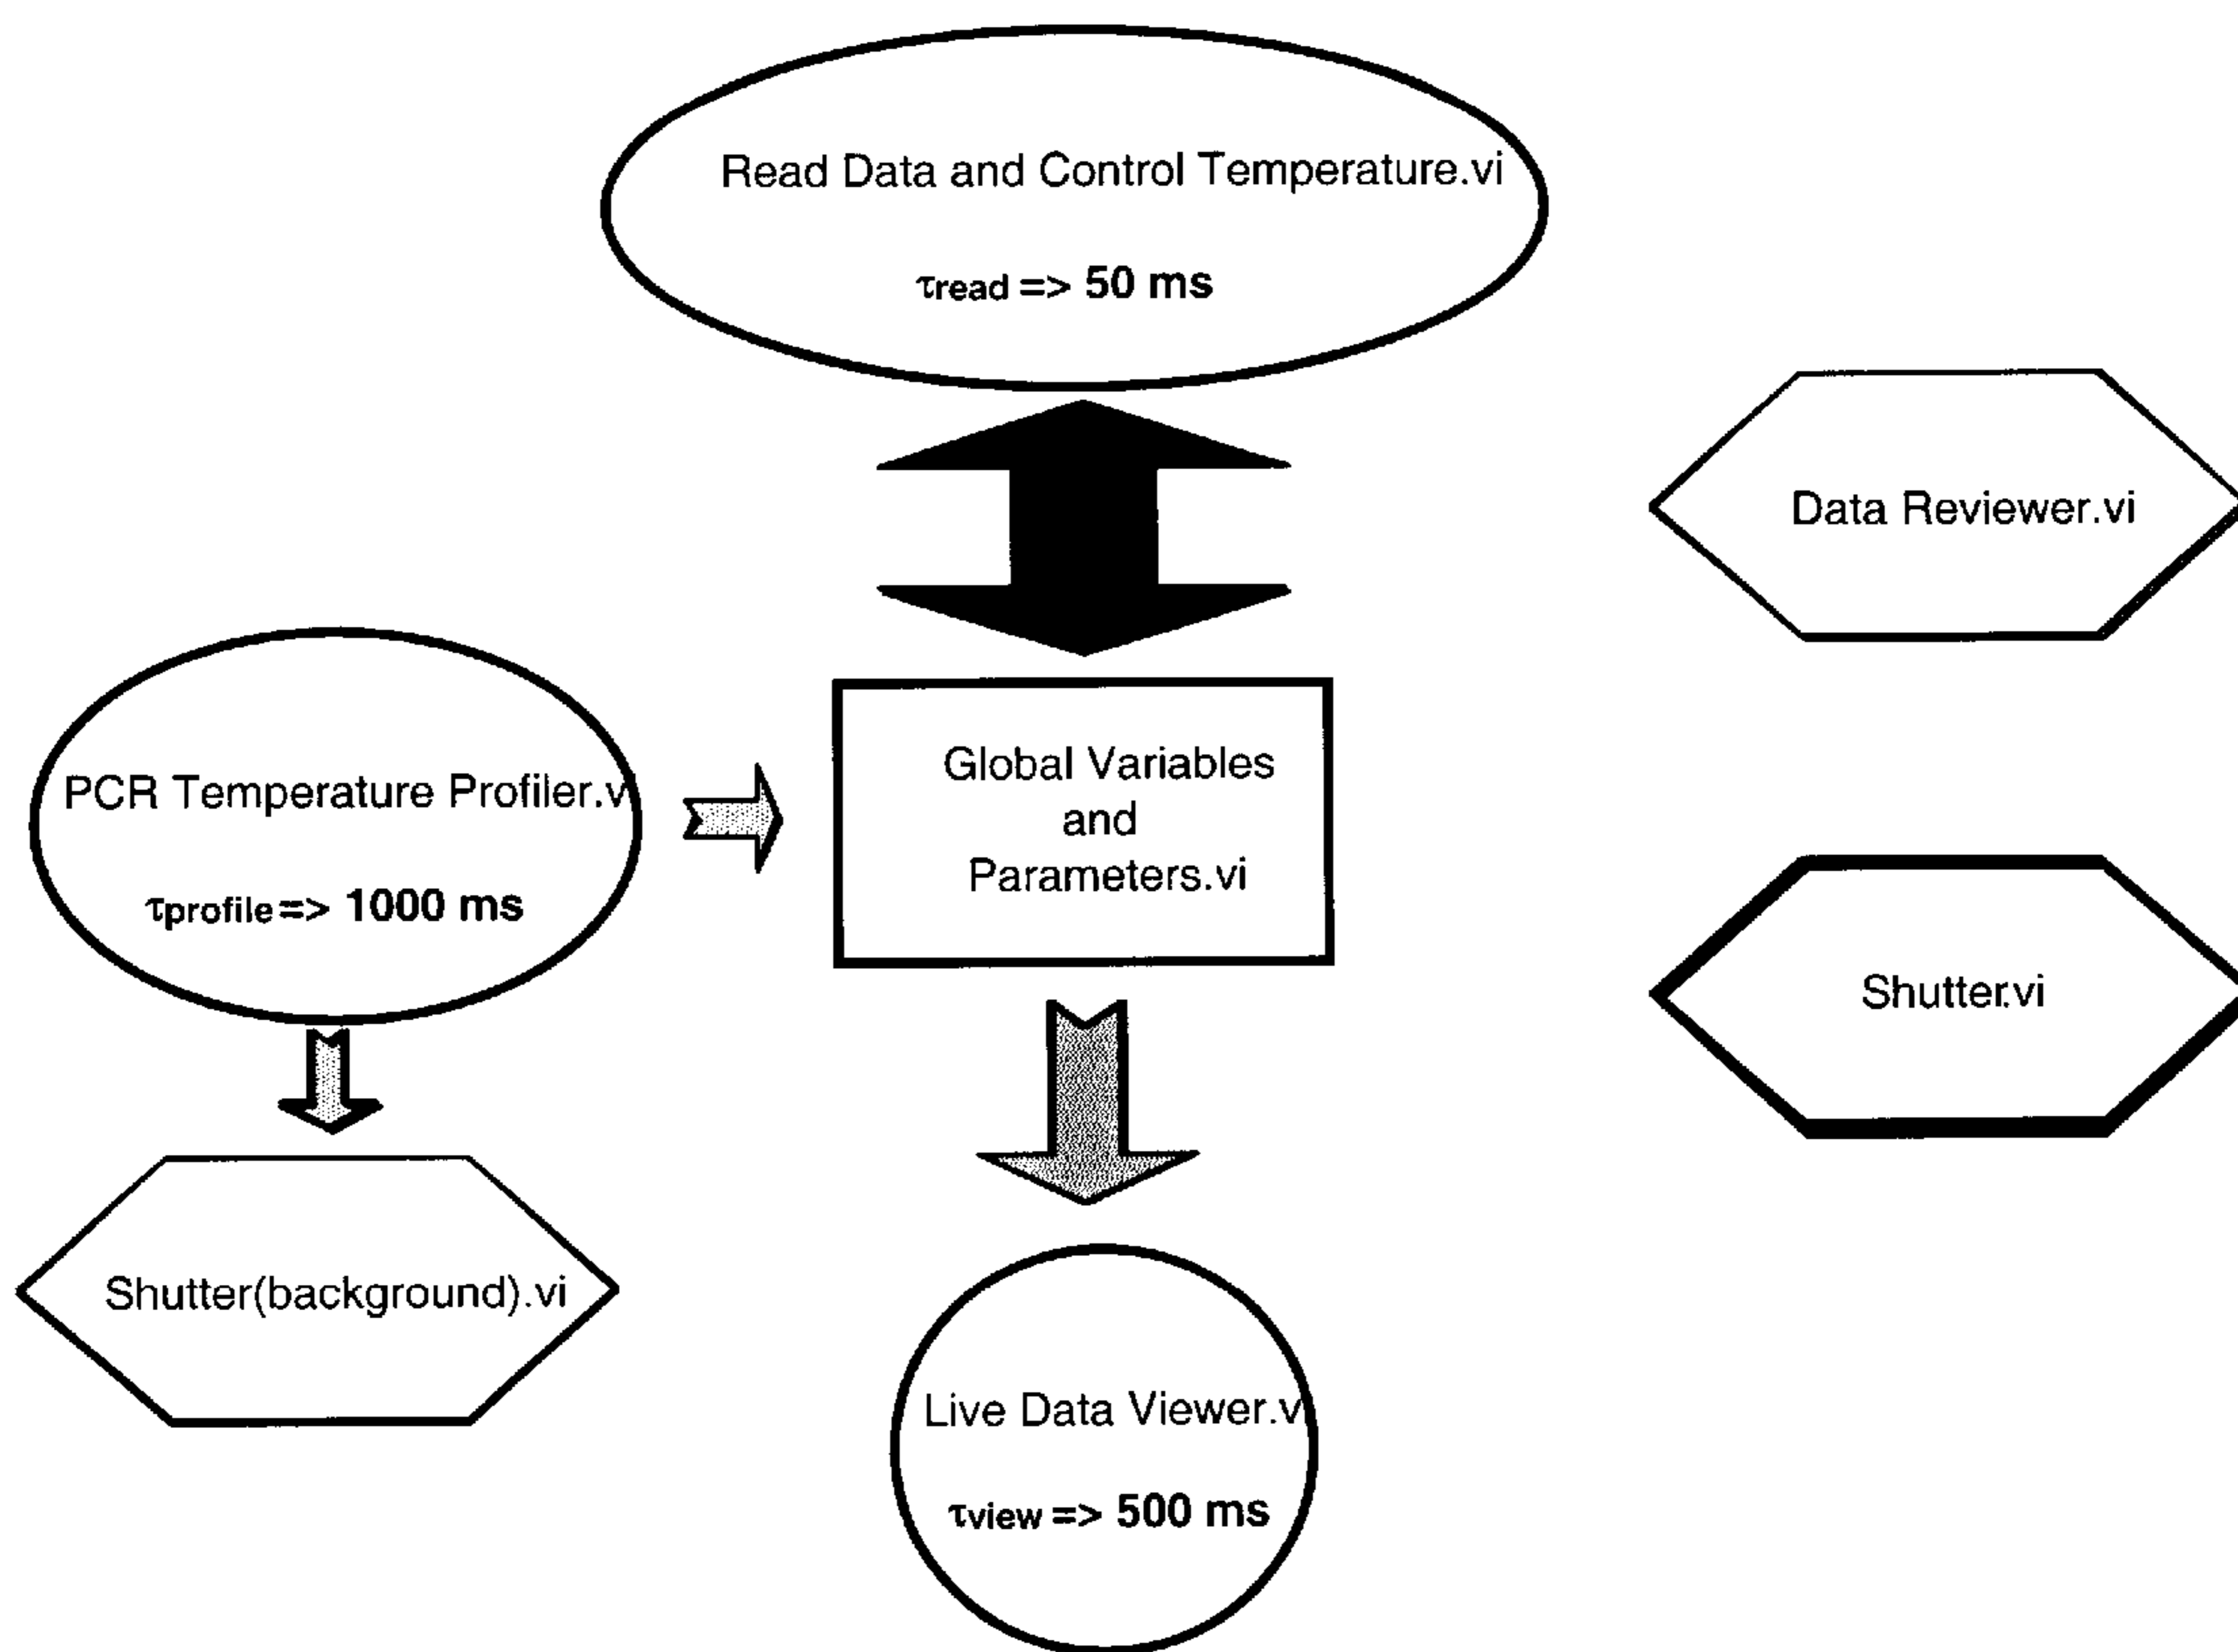 Read Data and Control Temperature.vi
τread => 50 ms
Data Reviewer.vi
PCR Temperature Profiler.v
τprofile => 1000 ms
Global Variables
and
Parameters.vi
Shutter.vi
Shutter(background).vi
Live Data Viewer.v
τview => 500 ms